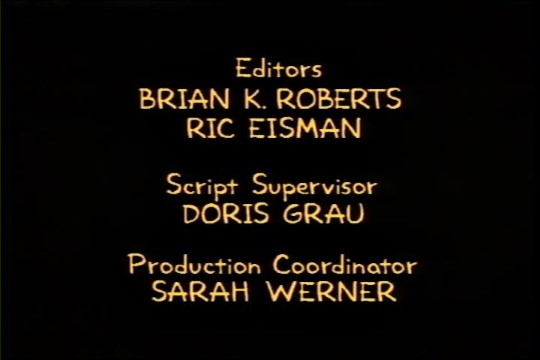 Editors
BRIAN K. ROBERTS
RIC EISMAN
Script Supervisor
DORIS GRAU
Production Coordinator
SARAH WERNER